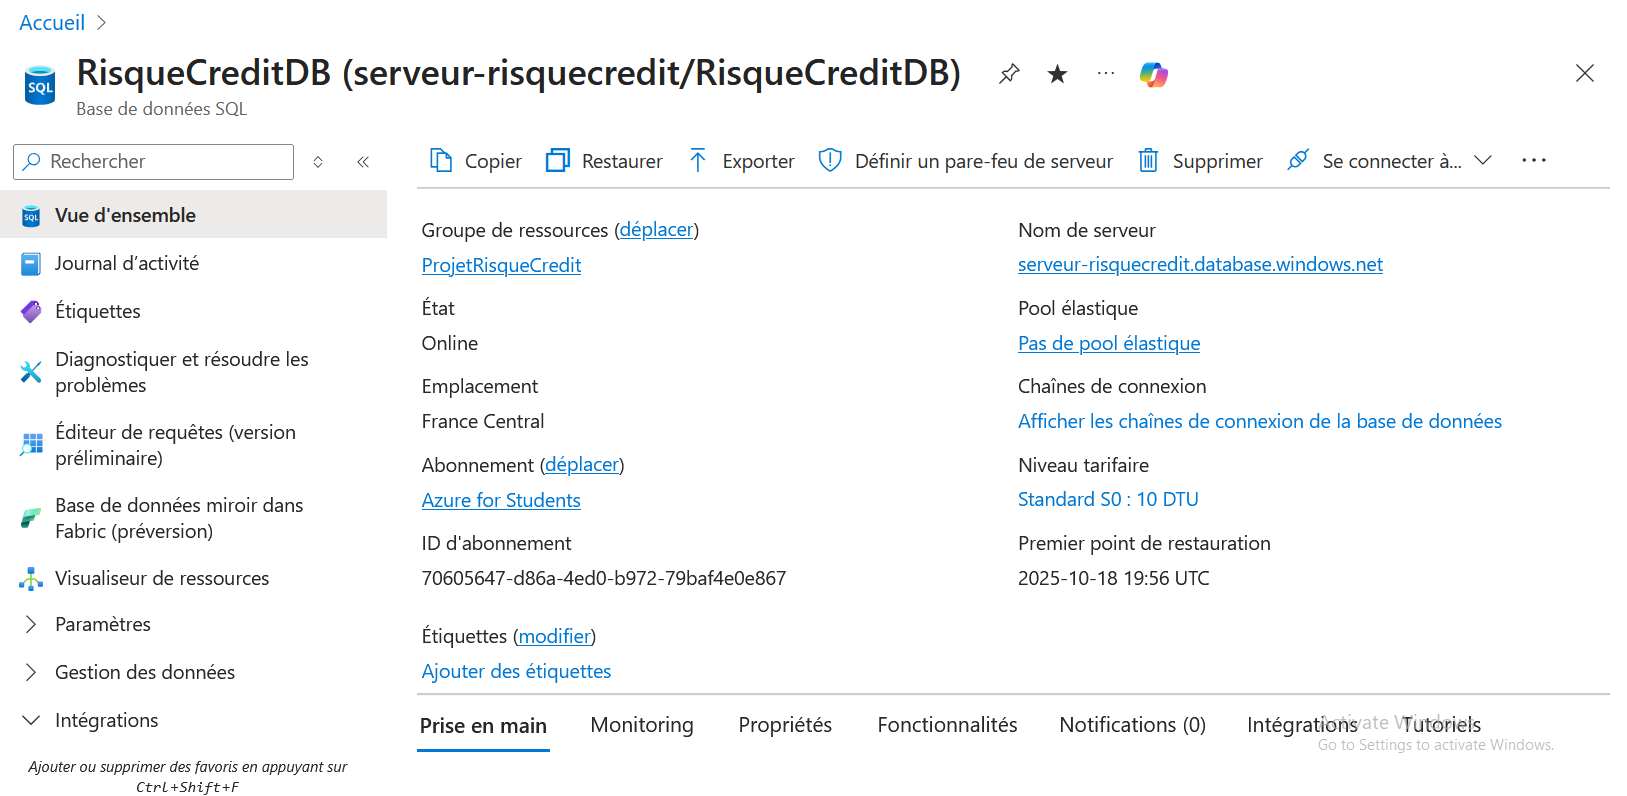 Accueil
RisqueCreditDB (serveur-risquecredit/RisqueCreditDB)
SQL
Base de données SQL
Rechercher
Vue d'ensemble
Journal d’activité
Étiquettes
Diagnostiquer et résoudre les
problèmes
Éditeur de requêtes (version
préliminaire)
Base de données miroir dans
Fabric (préversion)
Visualiseur de ressources
Paramètres
Gestion des données
Intégrations
Ajouter ou supprimer des favoris en appuyant sur
Ctrl+Shift+F
Copier Restaurer Exporter Définir un pare-feu de serveur Supprimer Se connecter à...
Groupe de ressources (déplacer)
ProjetRisqueCredit
État
Online
Emplacement
France Central
Abonnement (déplacer)
Azure for Students
ID d'abonnement
70605647-d86a-4ed0-b972-79baf4e0e867
Étiquettes (modifier)
Ajouter des étiquettes
Nom de serveur
serveur-risquecredit.database.windows.net
Pool élastique
Pas de pool élastique
Chaînes de connexion
Afficher les chaînes de connexion de la base de données
Niveau tarifaire
Standard S0 : 10 DTU
Premier point de restauration
2025-10-18 19:56 UTC
Prise en main Monitoring Propriétés Fonctionnalités Notifications (0) Intégrations Tutoriels
Activate Windows
Go to Settings to activate Windows.